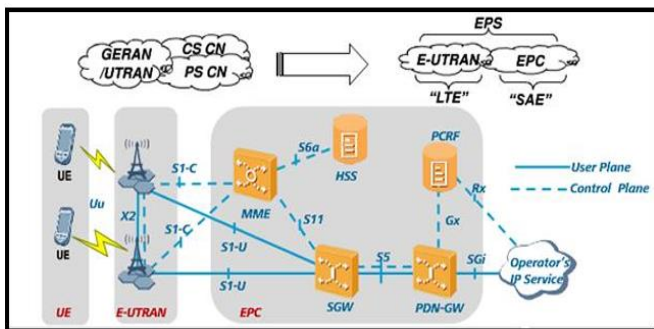 EPS
GERAN
/UTRAN
CS CN
PS CN
E-UTRAN
EPC
“LTE”
“SAE”
UE
Uu
UE
X2
S1-C
S1-C
S1-U
S1-U
MME
S6a
HSS
S11
SGW
S5
PCRF
Gx
Rx
PDN-GW
SGi
Operator's
IP Service
User Plane
Control Plane
UE
E-UTRAN
EPC